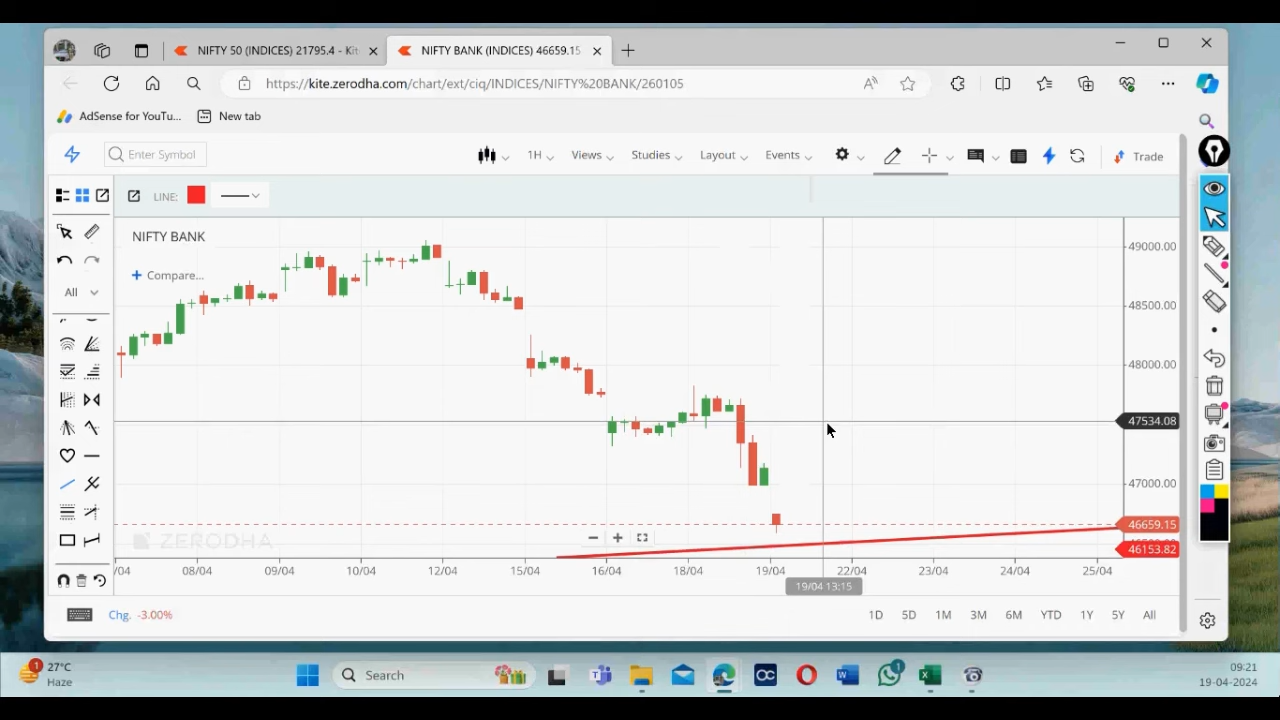 NIFTY 50 (INDICES) 21795.4 - Kit
NIFTY BANK (INDICES) 46659.15
https://kite.zerodha.com/chart/ext/ciq/INDICES/NIFTY%20BANK/260105
AdSense for YouTu...
New tab
Enter Symbol
1H
Views
Studies
Layout
Events
Trade
LINE:
NIFTY BANK
Compare...
All
49000.00
48500.00
48000.00
47534.08
47000.00
46659.15
46153.82
ZERODHA
/04 08/04 09/04 10/04 12/04 15/04 16/04 18/04 19/04 22/04 23/04 24/04 25/04
19/04 13:15
Chg. -3.00%
1D 5D 1M 3M 6M YTD 1Y 5Y All
1
27°C
Haze
Search
1
09:21
19-04-2024